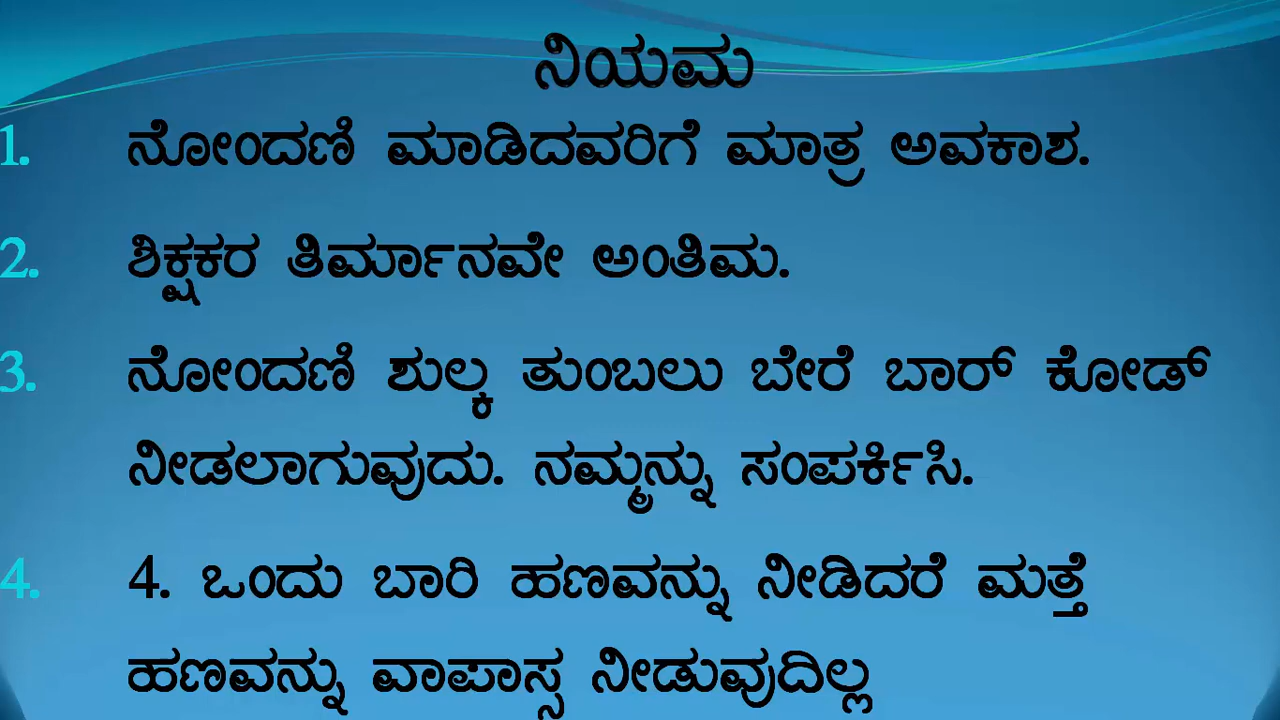 ನಿಯಮ
1. ನೋಂದಣಿ ಮಾಡಿದವರಿಗೆ ಮಾತ್ರ ಅವಕಾಶ.
2. ಶಿಕ್ಷಕರ ತಿರ್ಮಾನವೇ ಅಂತಿಮ.
3. ನೋಂದಣಿ ಶುಲ್ಕ ತುಂಬಲು ಬೇರೆ ಬಾರ್ ಕೋಡ್
ನೀಡಲಾಗುವುದು. ನಮ್ಮನ್ನು ಸಂಪರ್ಕಿಸಿ.
4. 4. ಒಂದು ಬಾರಿ ಹಣವನ್ನು ನೀಡಿದರೆ ಮತ್ತೆ
ಹಣವನ್ನು ವಾಪಾಸ್ಸ ನೀಡುವುದಿಲ್ಲ